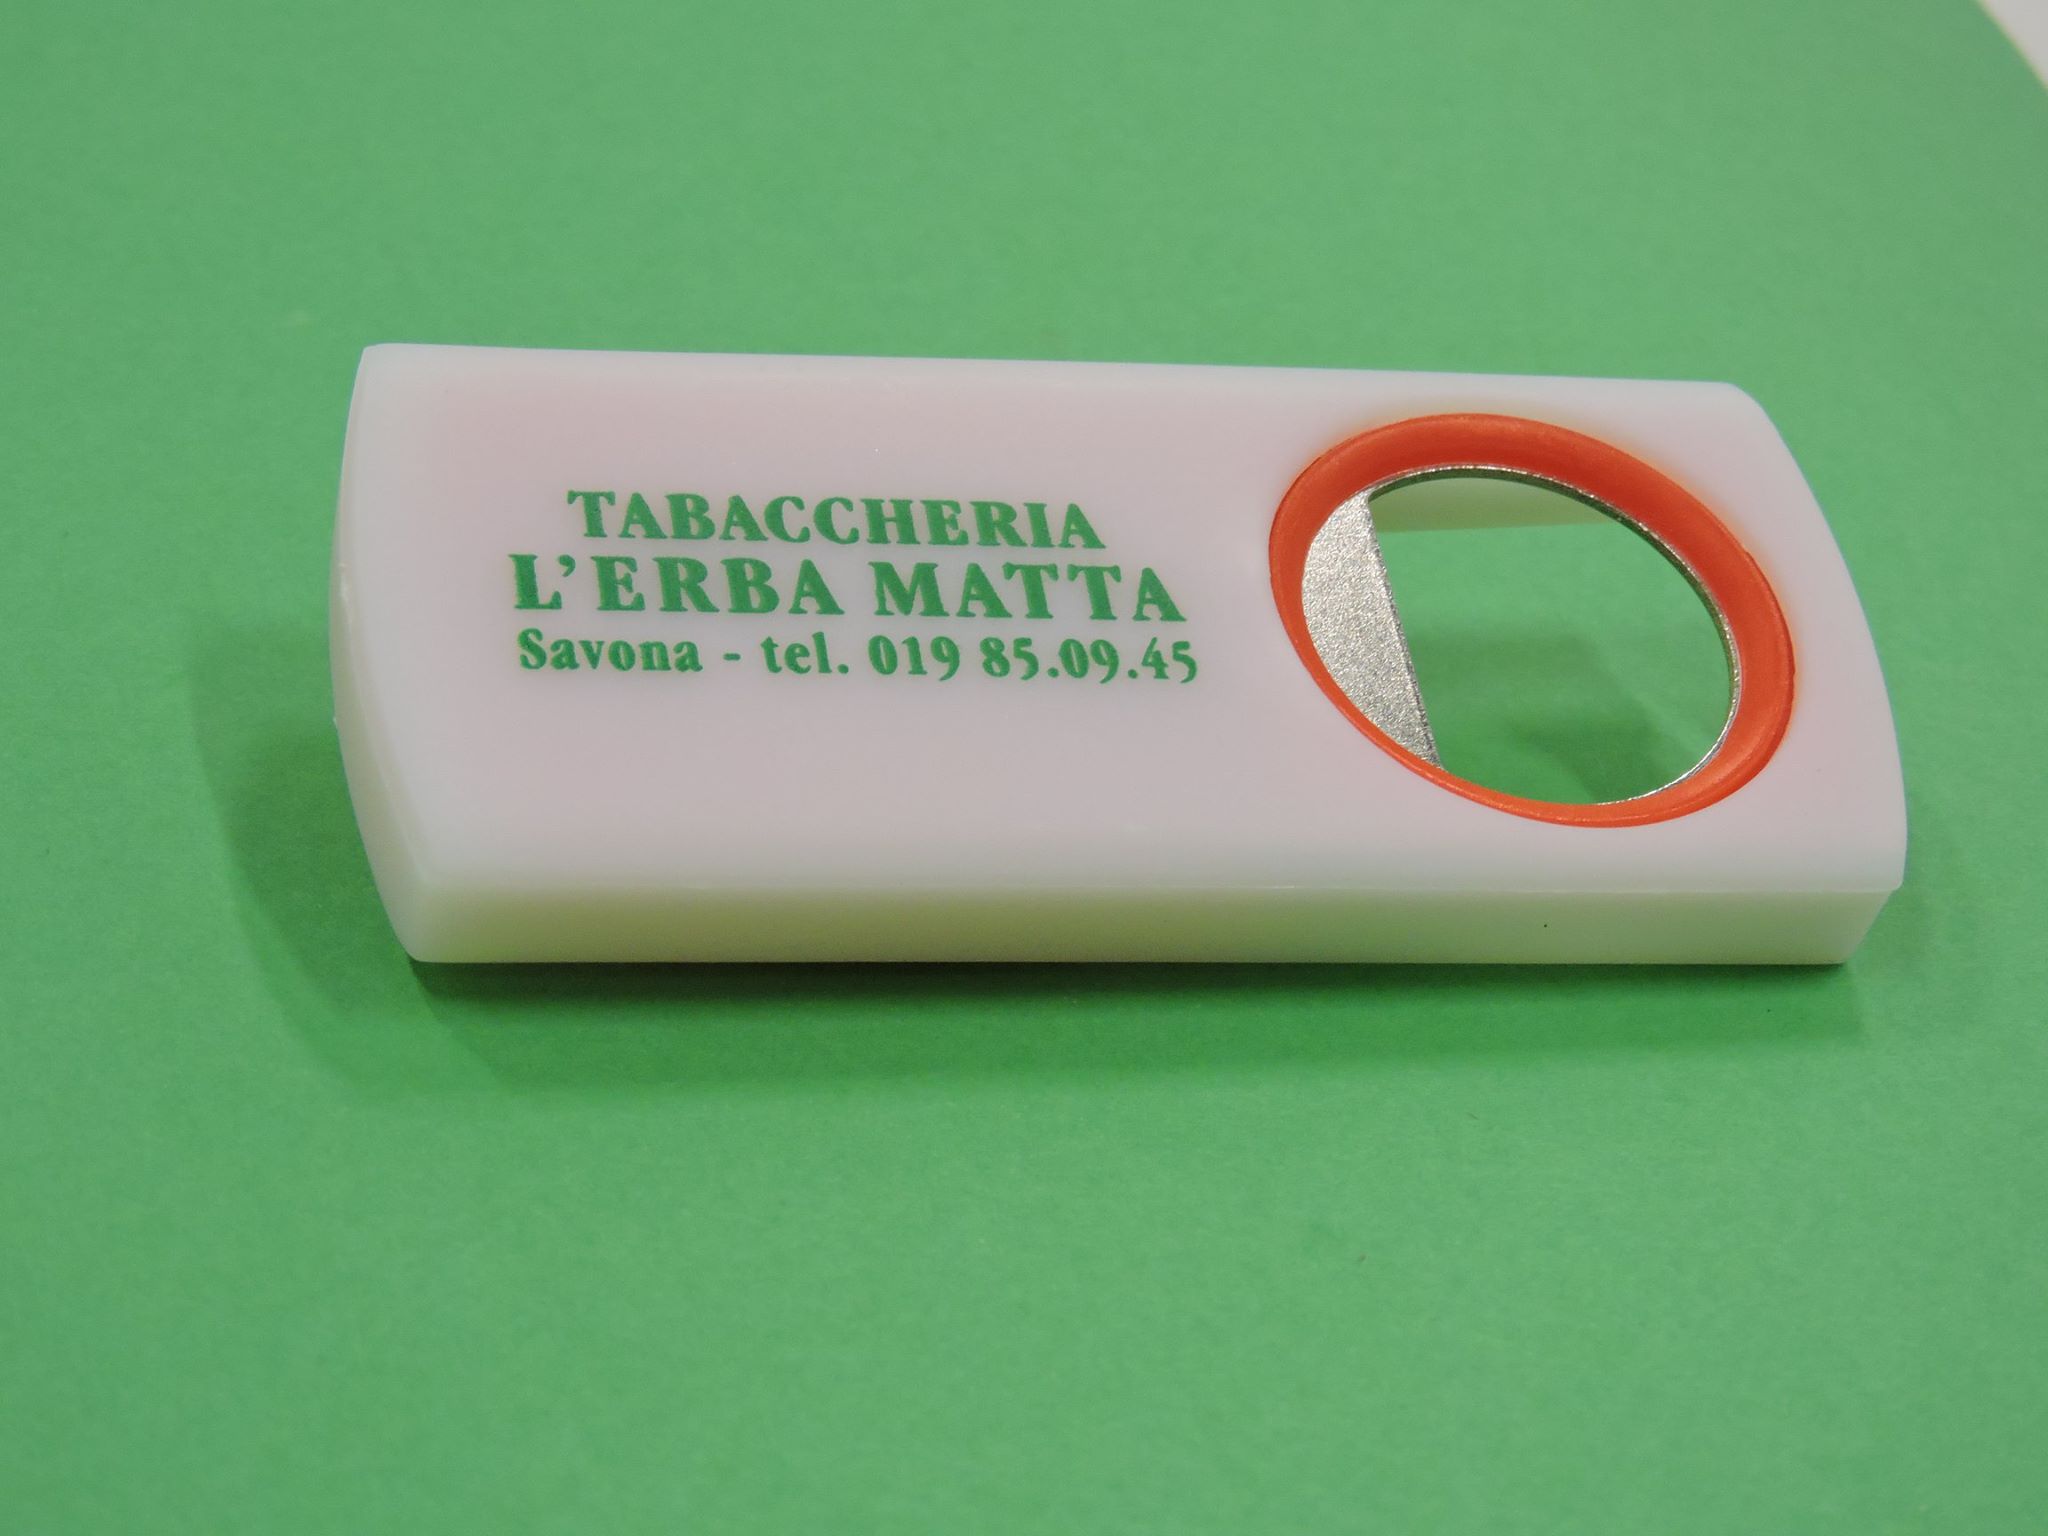 TABACCHERIA
L'ERBA MATTA
Savona - tel. 019 85.09.45